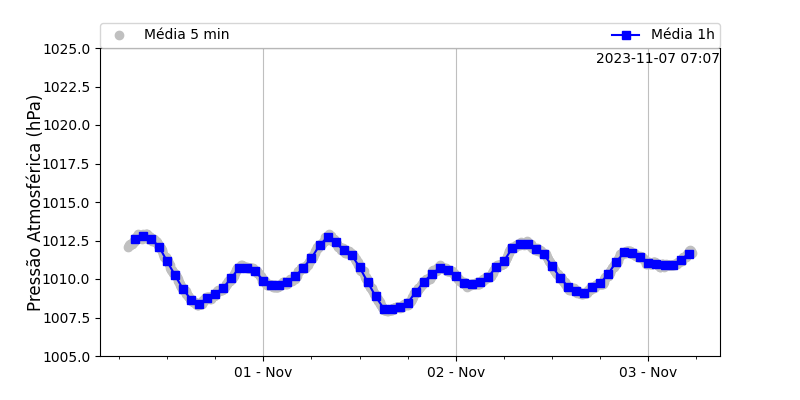 Média 5 min
Média 1h
2023-11-07 07:07
Pressão Atmosférica (hPa)
1025.0
1022.5
1020.0
1017.5
1015.0
1012.5
1010.0
1007.5
1005.0
01 - Nov
02 - Nov
03 - Nov